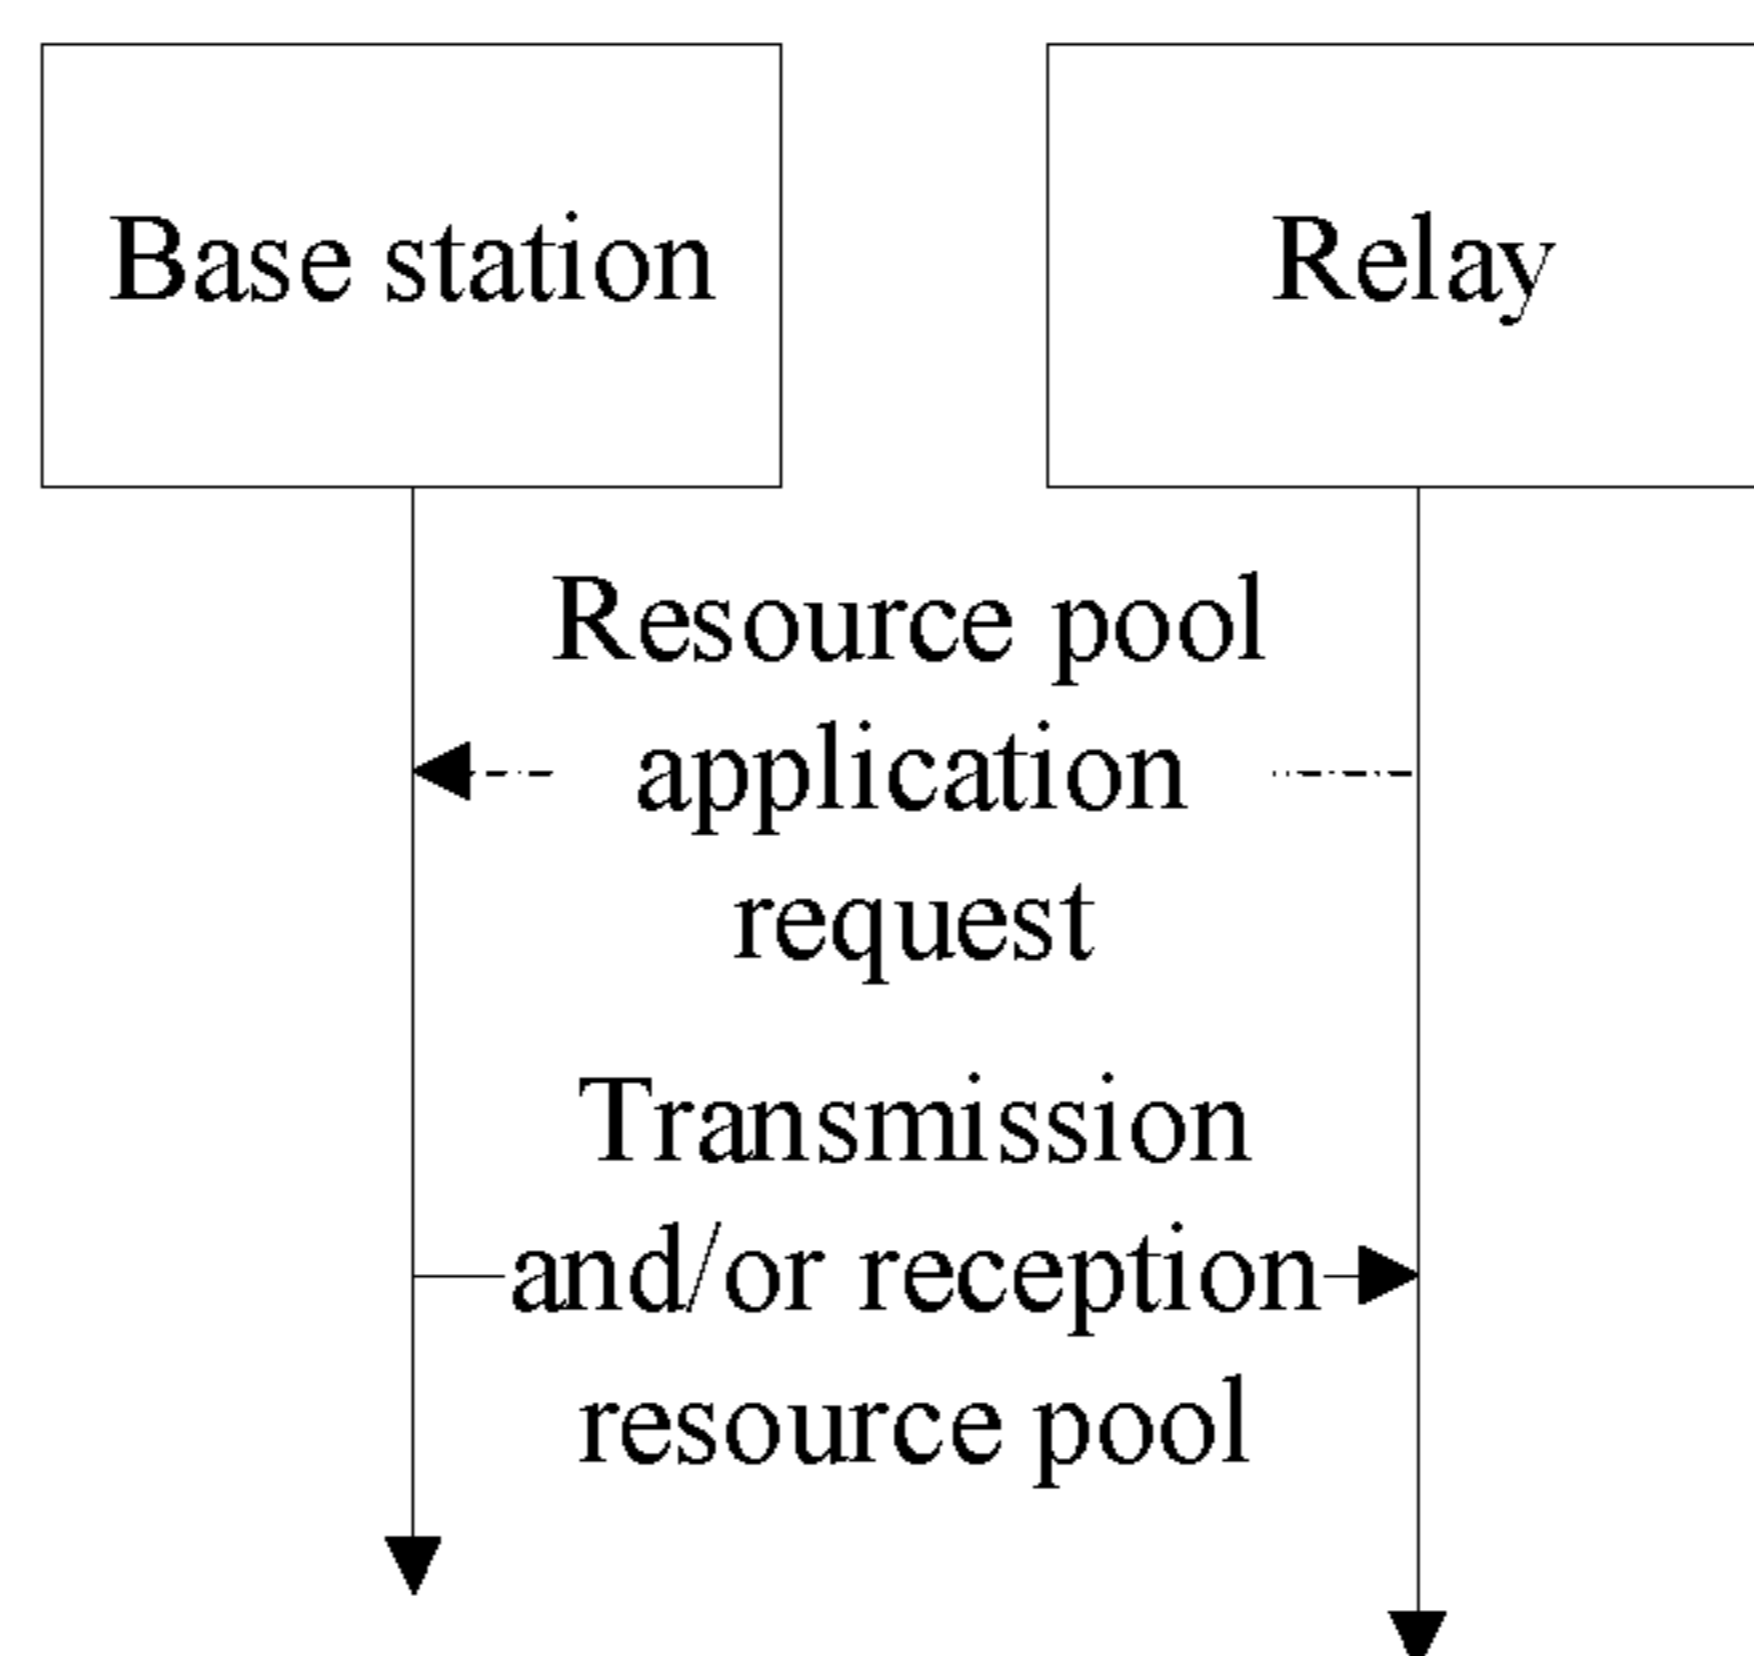 Base station
Relay
Resource pool
application
request
Transmission
and/or reception
resource pool